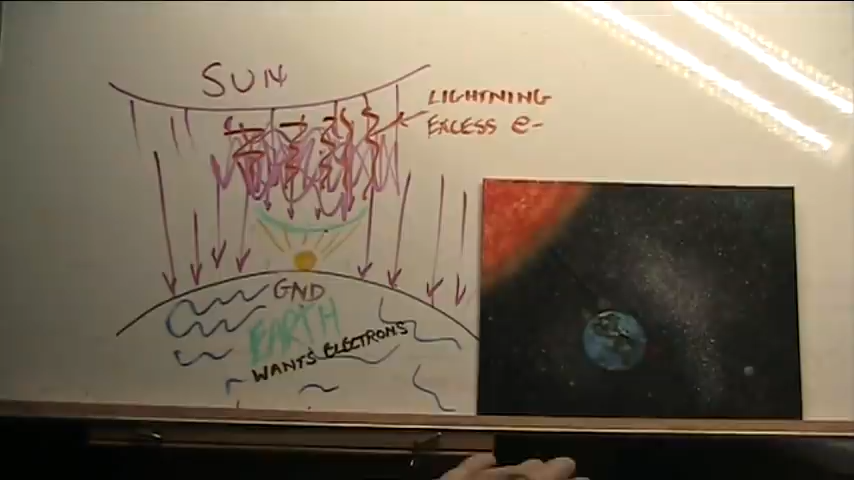 SUN
LIGHTNING
EXCESS e-
GND
EARTH
WANTS ELECTRONS